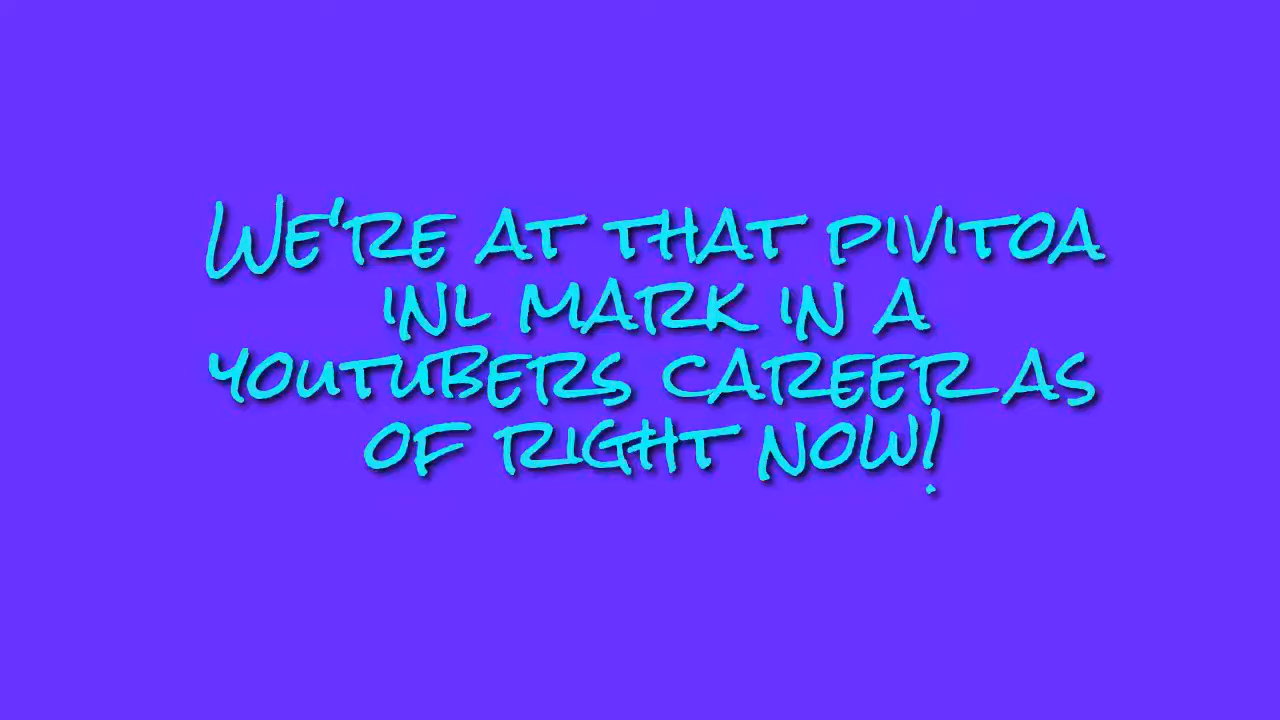 We're at that pivitoa
inl mark in a
youtubers career as
of right now!